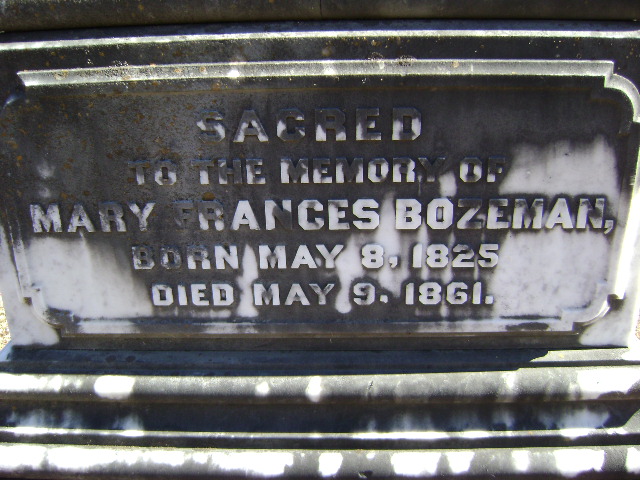 SACRED
TO THE MEMORY OF
MARY FRANCES BOZEMAN,
BORN MAY 8, 1825
DIED MAY 9. 1861.